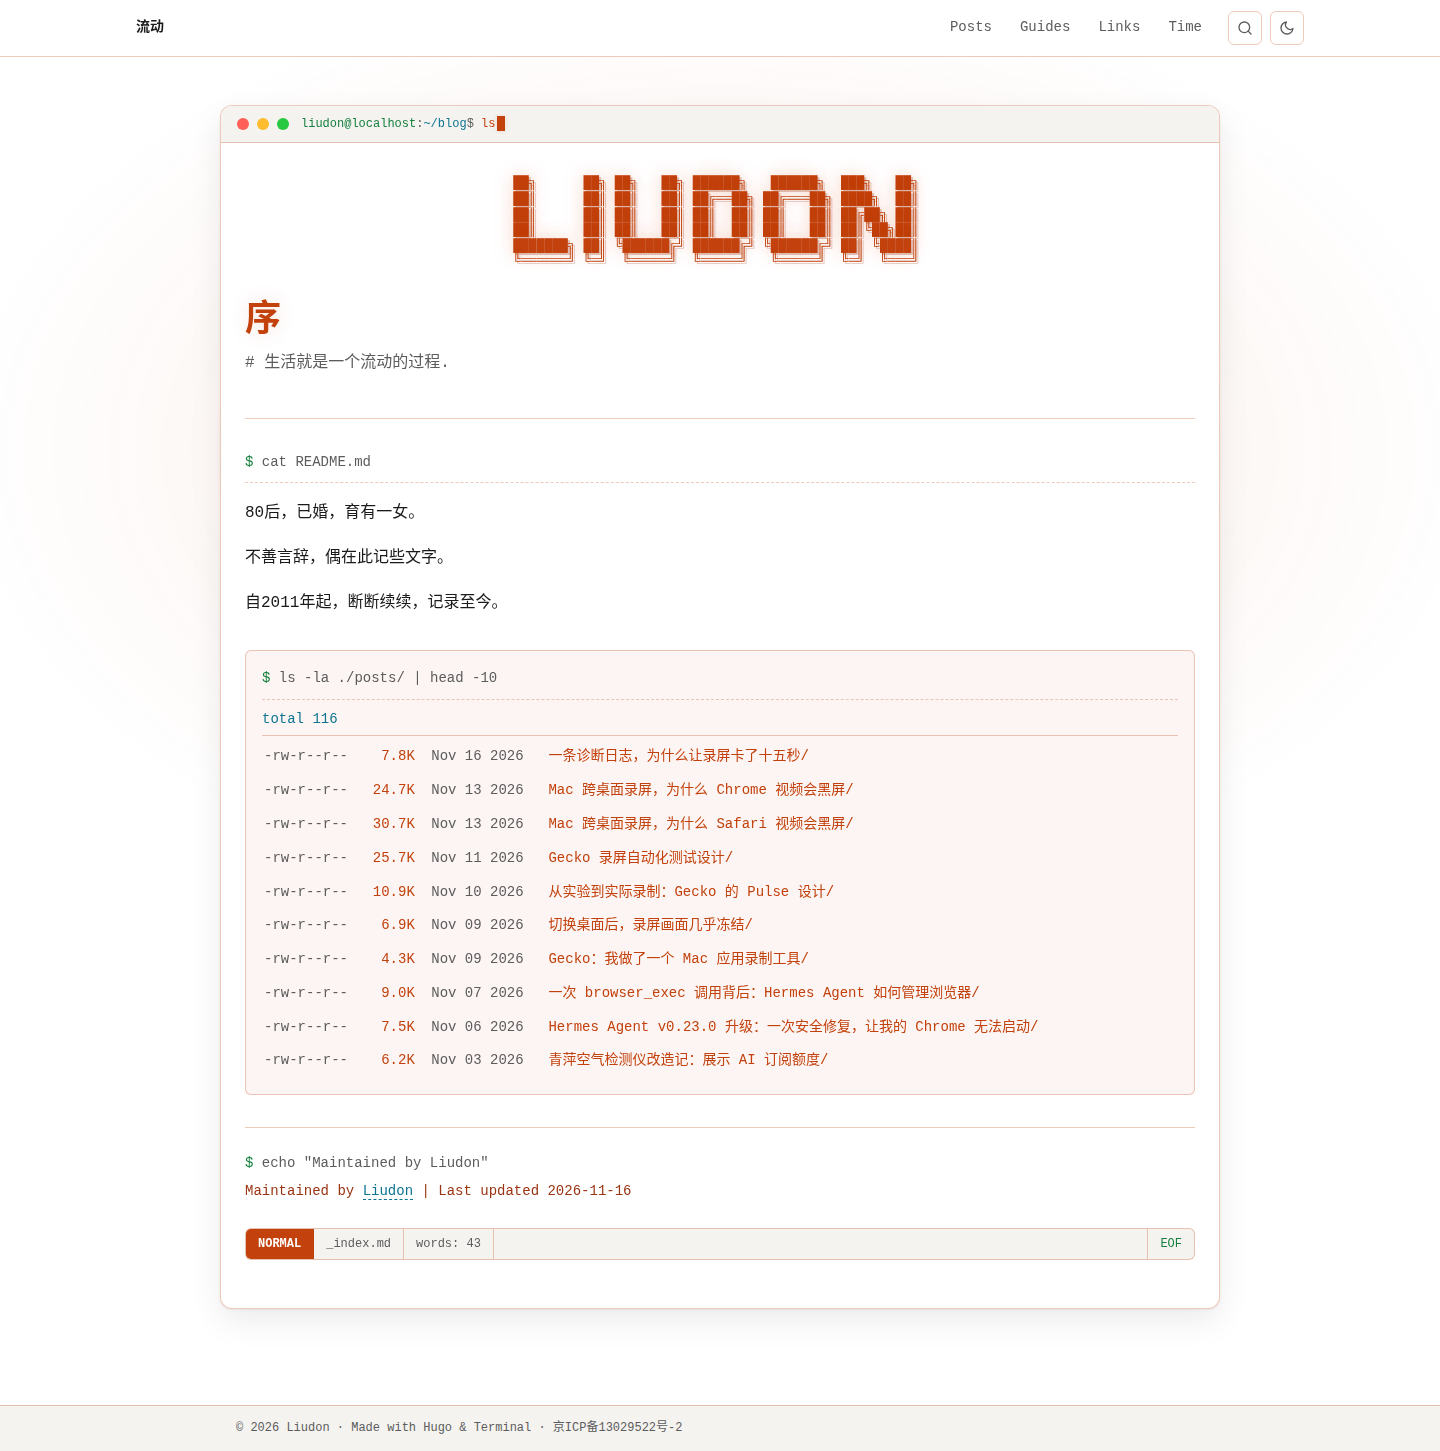 流动
Posts Guides Links Time
liudon@localhost:~/blog$ ls
LIUDON
序
# 生活就是一个流动的过程.
$ cat README.md
80后，已婚，育有一女。
不善言辞，偶在此记些文字。
自2011年起，断断续续，记录至今。
$ ls -la ./posts/ | head -10
total 116
-rw-r--r-- 7.8K Nov 16 2026 一条诊断日志，为什么让录屏卡了十五秒/
-rw-r--r-- 24.7K Nov 13 2026 Mac 跨桌面录屏，为什么 Chrome 视频会黑屏/
-rw-r--r-- 30.7K Nov 13 2026 Mac 跨桌面录屏，为什么 Safari 视频会黑屏/
-rw-r--r-- 25.7K Nov 11 2026 Gecko 录屏自动化测试设计/
-rw-r--r-- 10.9K Nov 10 2026 从实验到实际录制：Gecko 的 Pulse 设计/
-rw-r--r-- 6.9K Nov 09 2026 切换桌面后，录屏画面几乎冻结/
-rw-r--r-- 4.3K Nov 09 2026 Gecko：我做了一个 Mac 应用录制工具/
-rw-r--r-- 9.0K Nov 07 2026 一次 browser_exec 调用背后：Hermes Agent 如何管理浏览器/
-rw-r--r-- 7.5K Nov 06 2026 Hermes Agent v0.23.0 升级：一次安全修复，让我的 Chrome 无法启动/
-rw-r--r-- 6.2K Nov 03 2026 青萍空气检测仪改造记：展示 AI 订阅额度/
$ echo "Maintained by Liudon"
Maintained by Liudon | Last updated 2026-11-16
NORMAL _index.md words: 43 EOF
© 2026 Liudon · Made with Hugo & Terminal · 京ICP备13029522号-2